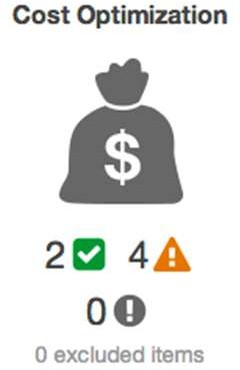 Cost Optimization
$
2 4
0
0 excluded items